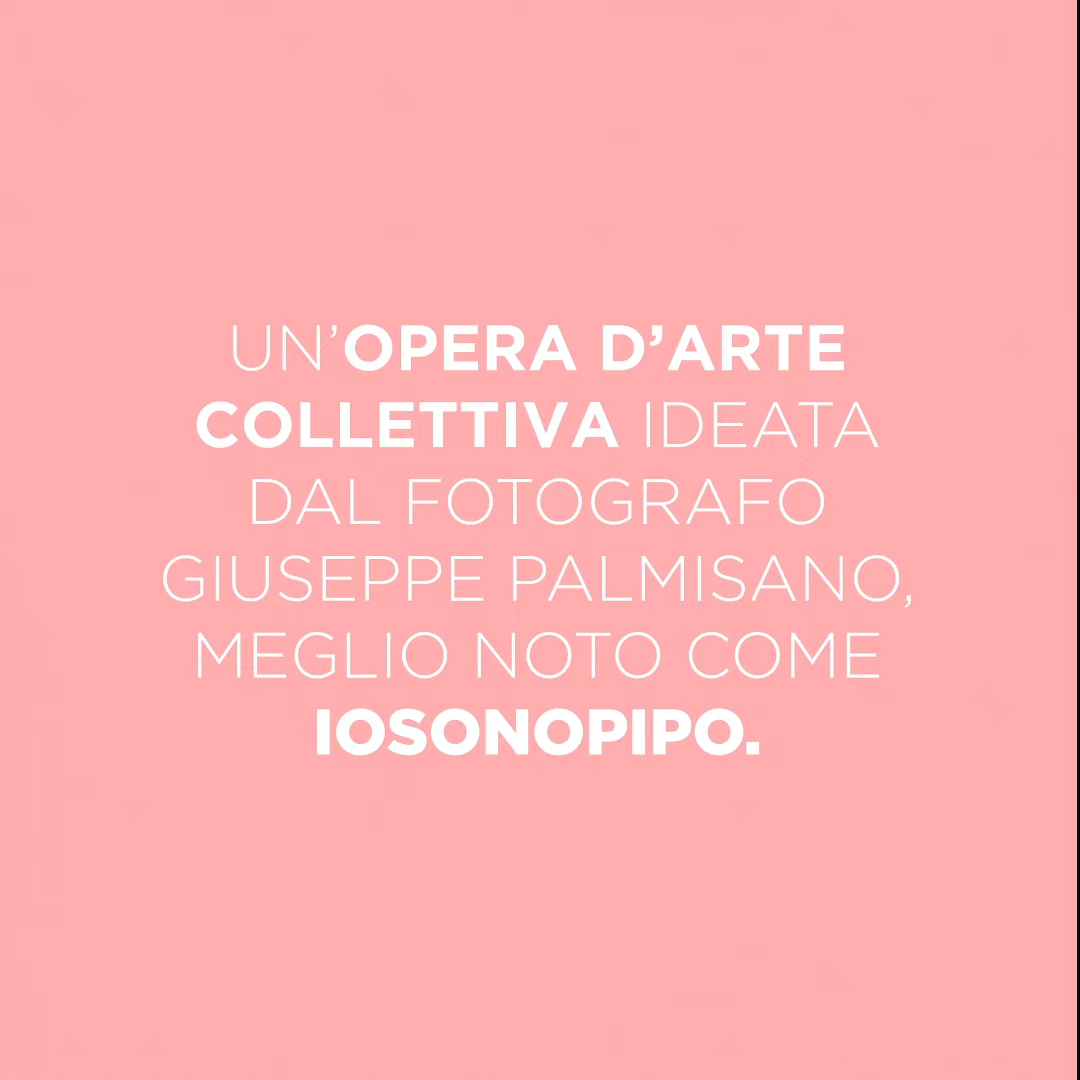 UN’OPERA D’ARTE
COLLETTIVA IDEATA
DAL FOTOGRAFO
GIUSEPPE PALMISANO,
MEGLIO NOTO COME
IOSONOPIPO.